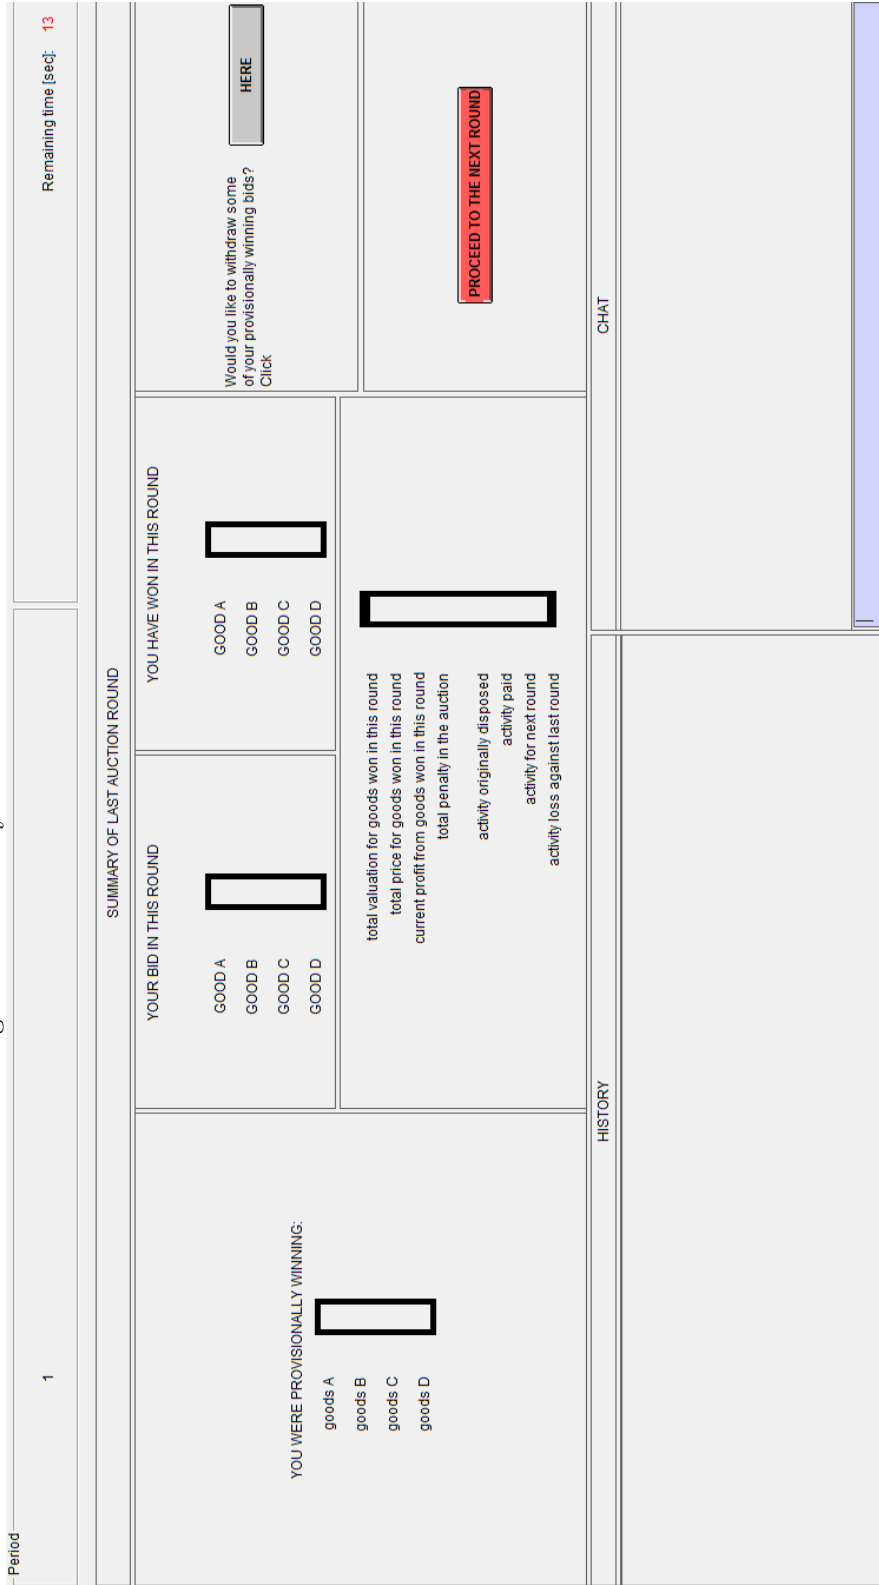 Period
1
Remaining time [sec]: 13
SUMMARY OF LAST AUCTION ROUND
YOU WERE PROVISIONALLY WINNING:
goods A
goods B
goods C
goods D
YOUR BID IN THIS ROUND
GOOD A
GOOD B
GOOD C
GOOD D
YOU HAVE WON IN THIS ROUND
GOOD A
GOOD B
GOOD C
GOOD D
total valuation for goods won in this round
total price for goods won in this round
current profit from goods won in this round
total penalty in the auction
activity originally disposed
activity paid
activity for next round
activity loss against last round
Would you like to withdraw some
of your provisionally winning bids?
Click
HERE
PROCEED TO THE NEXT ROUND
HISTORY
CHAT